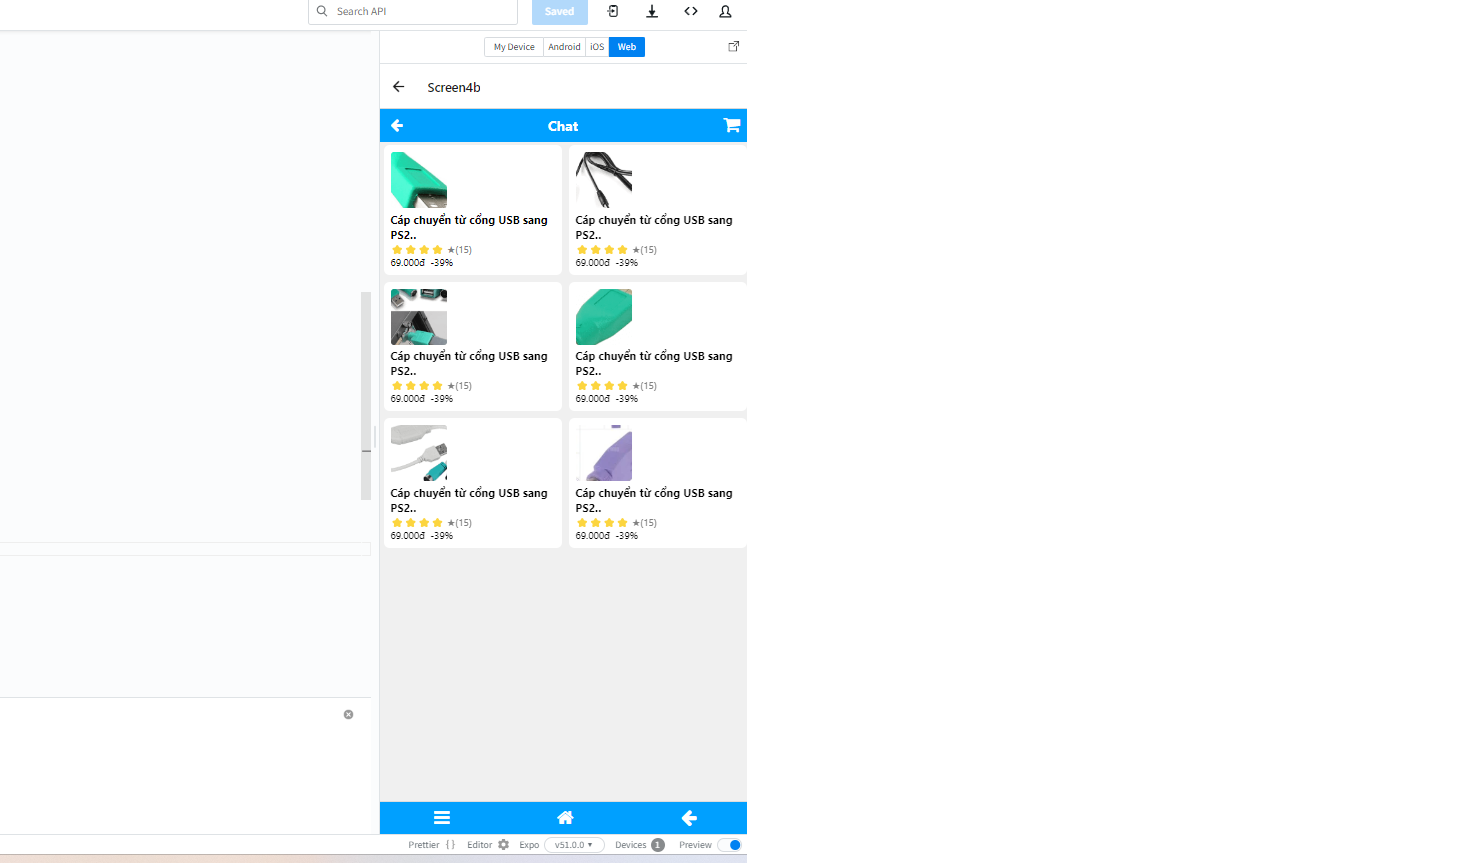 Search API
Saved
My Device Android iOS Web
Screen4b
Chat
Cáp chuyển từ cổng USB sang
PS2..
★(15)
69.000đ -39%
Cáp chuyển từ cổng USB sang
PS2..
★(15)
69.000đ -39%
Cáp chuyển từ cổng USB sang
PS2..
★(15)
69.000đ -39%
Cáp chuyển từ cổng USB sang
PS2..
★(15)
69.000đ -39%
Cáp chuyển từ cổng USB sang
PS2..
★(15)
69.000đ -39%
Cáp chuyển từ cổng USB sang
PS2..
★(15)
69.000đ -39%
Prettier { } Editor Expo v51.0.0 ▾ Devices 1 Preview